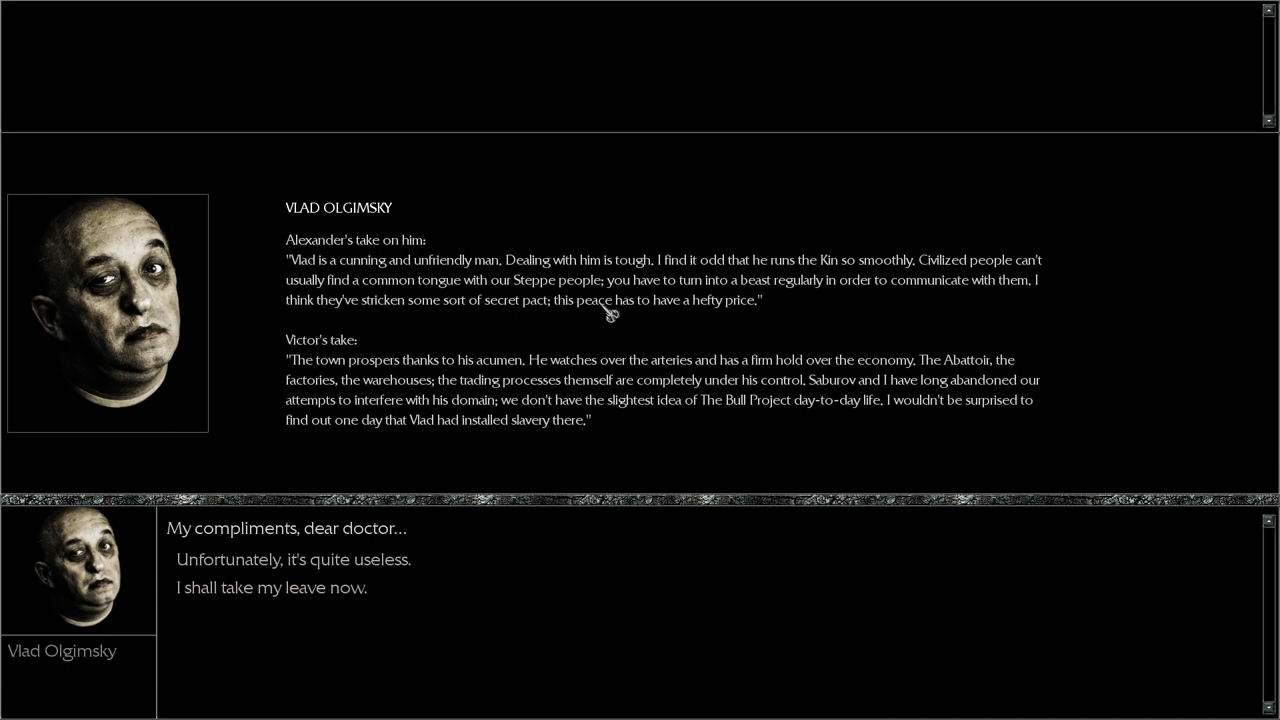 VLAD OLGIMSKY
Alexander's take on him:
"Vlad is a cunning and unfriendly man. Dealing with him is tough. I find it odd that he runs the Kin so smoothly. Civilized people can't
usually find a common tongue with our Steppe people; you have to turn into a beast regularly in order to communicate with them. I
think they've stricken some sort of secret pact; this peace has to have a hefty price."
Victor's take:
"The town prospers thanks to his acumen. He watches over the arteries and has a firm hold over the economy. The Abattoir, the
factories, the warehouses; the trading processes themself are completely under his control. Saburov and I have long abandoned our
attempts to interfere with his domain; we don't have the slightest idea of The Bull Project day-to-day life. I wouldn't be surprised to
find out one day that Vlad had installed slavery there."
My compliments, dear doctor...
Unfortunately, it's quite useless.
I shall take my leave now.
Vlad Olgimsky